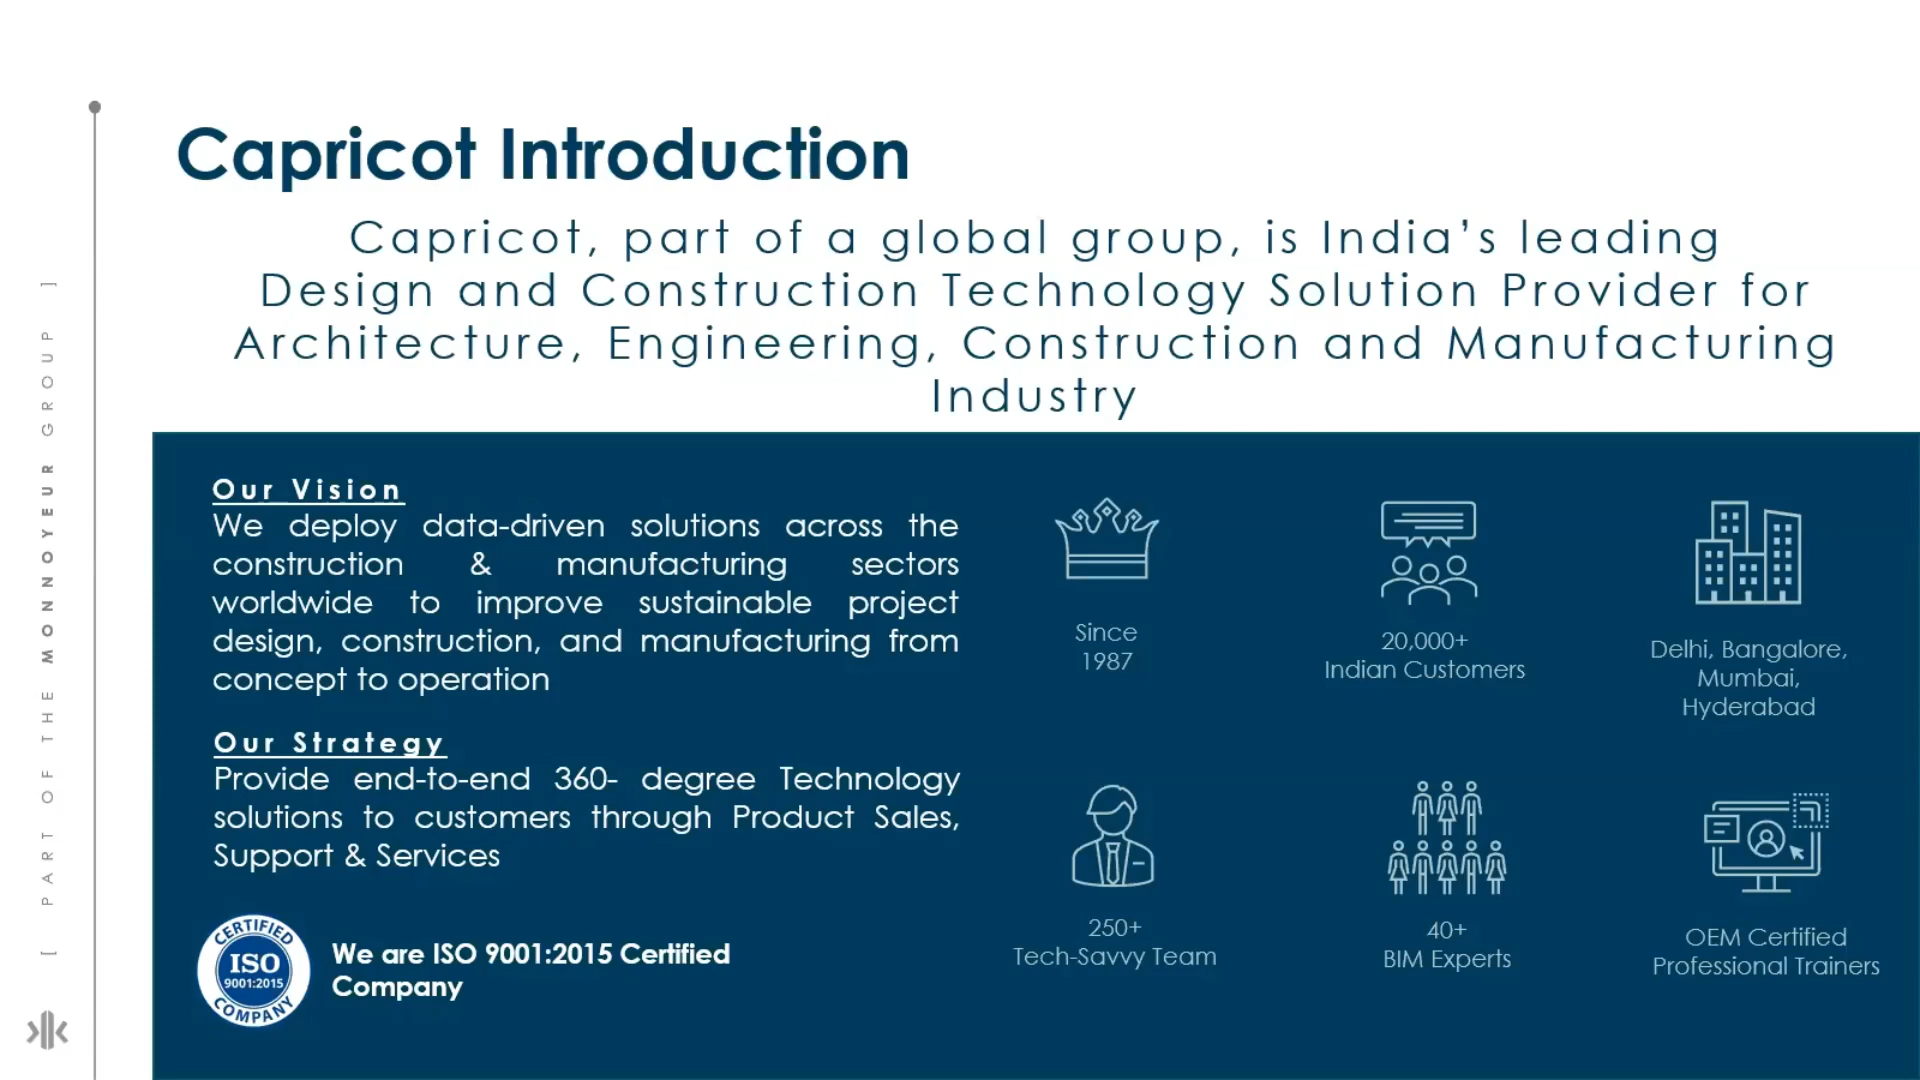 Capricot Introduction
Capricot, part of a global group, is India’s leading
Design and Construction Technology Solution Provider for
Architecture, Engineering, Construction and Manufacturing
Industry
[ PART OF THE MONNOYEUR GROUP ]
Our Vision
We deploy data-driven solutions across the
construction & manufacturing sectors
worldwide to improve sustainable project
design, construction, and manufacturing from
concept to operation
Our Strategy
Provide end-to-end 360- degree Technology
solutions to customers through Product Sales,
Support & Services
CERTIFIED
ISO
9001:2015
COMPANY
We are ISO 9001:2015 Certified
Company
Since
1987
20,000+
Indian Customers
Delhi, Bangalore,
Mumbai,
Hyderabad
250+
Tech-Savvy Team
40+
BIM Experts
OEM Certified
Professional Trainers